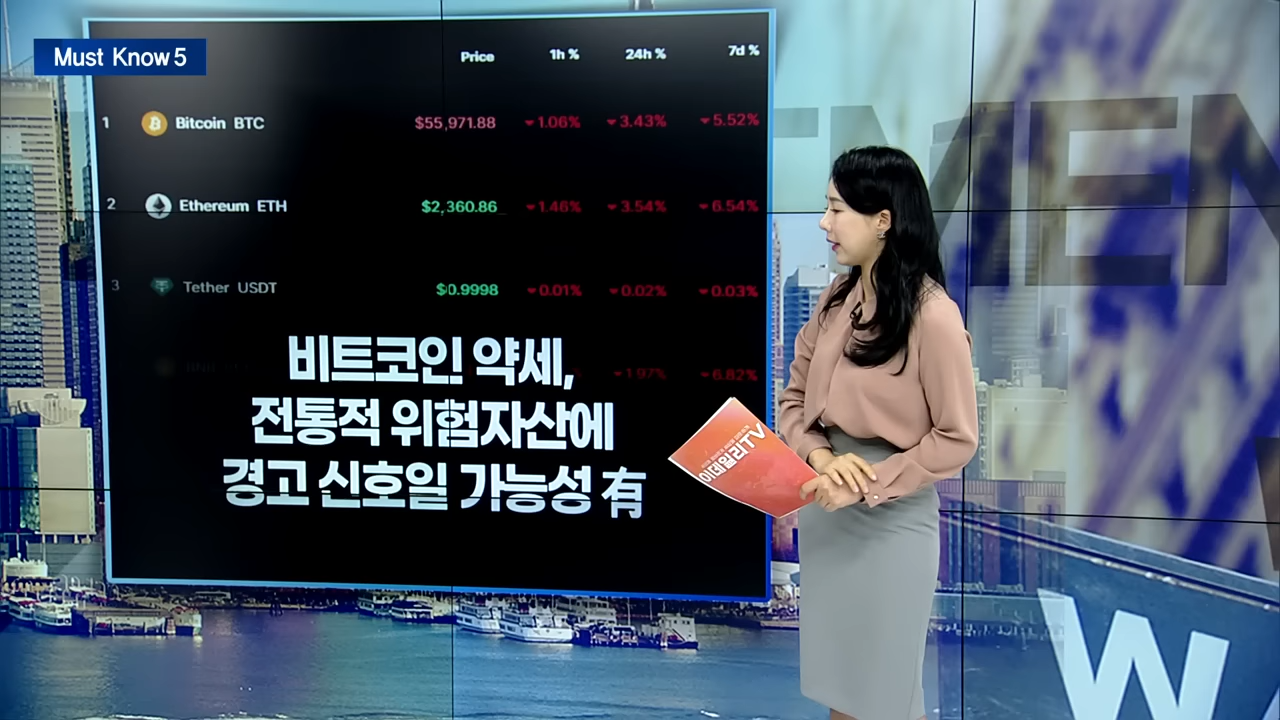 Must Know 5
Price 1h % 24h % 7d %
1 Bitcoin BTC $55,971.88 1.06% 3.43% 5.52%
2 Ethereum ETH $2,360.86 1.46% 3.54% 6.54%
3 Tether USDT $0.9998 0.01% 0.02% 0.03%
1.97% 6.82%
비트코인 약세,
전통적 위험자산에
경고 신호일 가능성 有
이데일리TV
TMEN
WA